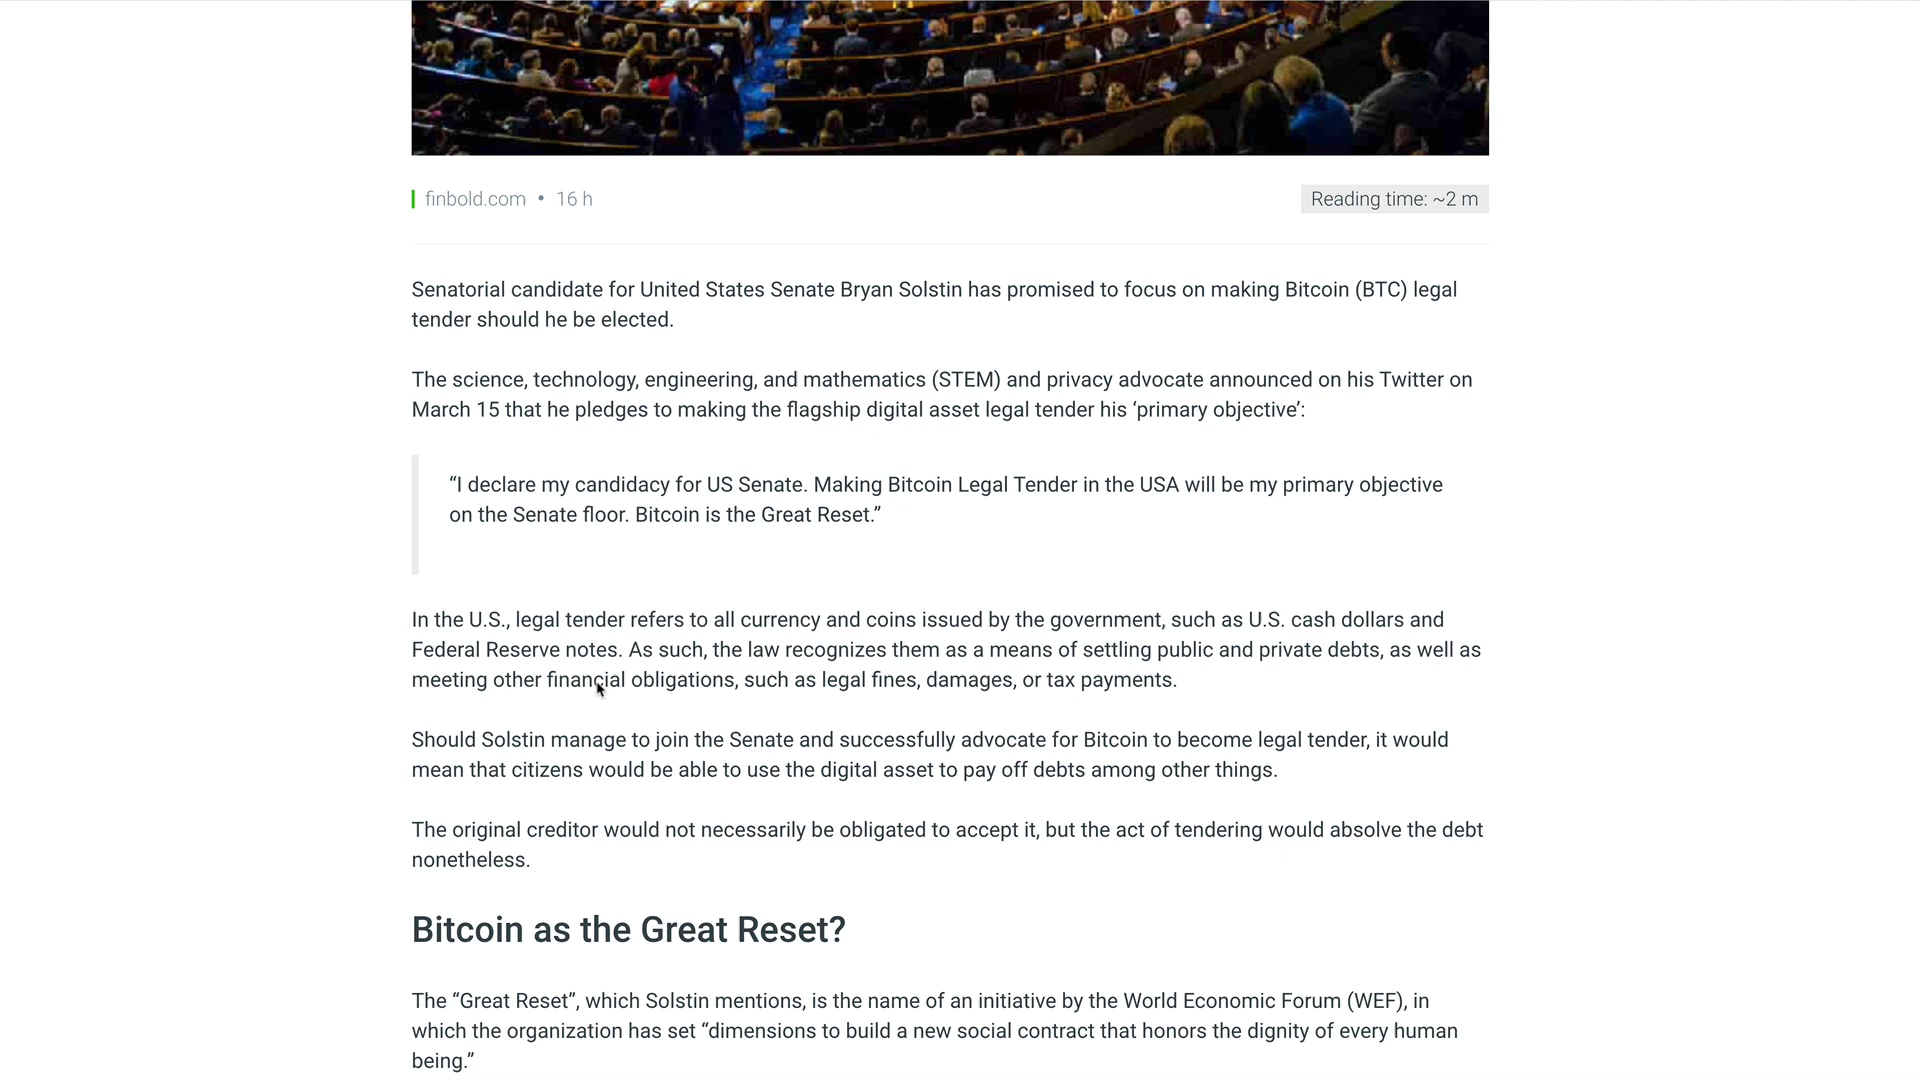 finbold.com • 16 h
Reading time: ~2 m
Senatorial candidate for United States Senate Bryan Solstin has promised to focus on making Bitcoin (BTC) legal
tender should he be elected.
The science, technology, engineering, and mathematics (STEM) and privacy advocate announced on his Twitter on
March 15 that he pledges to making the flagship digital asset legal tender his ‘primary objective’:
“I declare my candidacy for US Senate. Making Bitcoin Legal Tender in the USA will be my primary objective
on the Senate floor. Bitcoin is the Great Reset.”
In the U.S., legal tender refers to all currency and coins issued by the government, such as U.S. cash dollars and
Federal Reserve notes. As such, the law recognizes them as a means of settling public and private debts, as well as
meeting other financial obligations, such as legal fines, damages, or tax payments.
Should Solstin manage to join the Senate and successfully advocate for Bitcoin to become legal tender, it would
mean that citizens would be able to use the digital asset to pay off debts among other things.
The original creditor would not necessarily be obligated to accept it, but the act of tendering would absolve the debt
nonetheless.
Bitcoin as the Great Reset?
The “Great Reset”, which Solstin mentions, is the name of an initiative by the World Economic Forum (WEF), in
which the organization has set “dimensions to build a new social contract that honors the dignity of every human
being.”